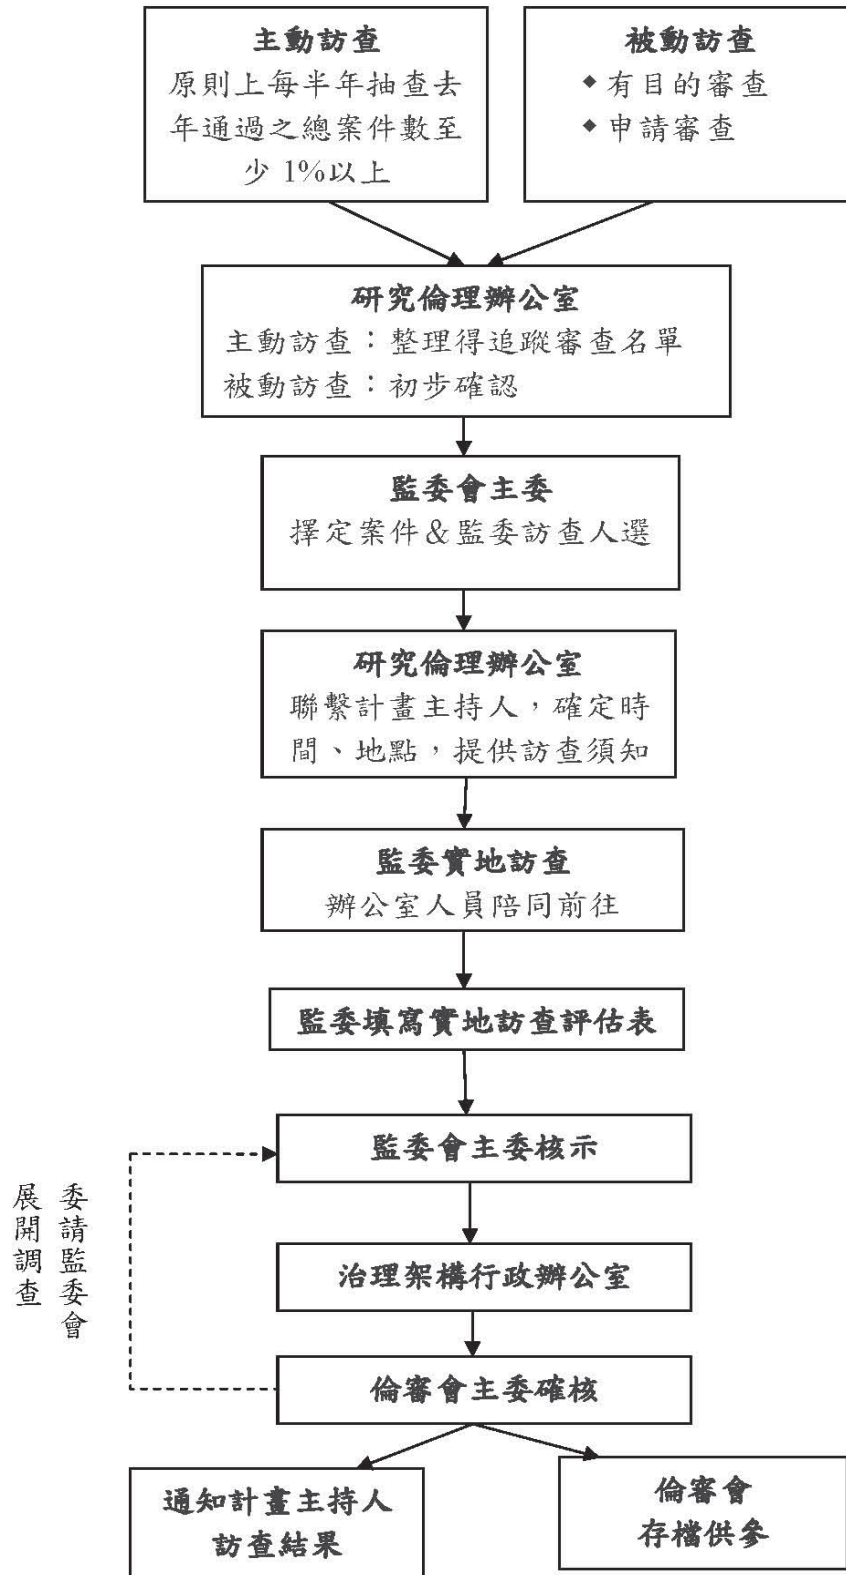 主動訪查
原則上每半年抽查去
年通過之總案件數至
少 1%以上
被動訪查
◆有目的審查
◆申請審查
研究倫理辦公室
主動訪查：整理得追蹤審查名單
被動訪查：初步確認
監委會主委
擇定案件&監委訪查人選
研究倫理辦公室
聯繫計畫主持人，確定時
間、地點，提供訪查須知
監委實地訪查
辦公室人員陪同前往
監委填寫實地訪查評估表
監委會主委核示
治理架構行政辦公室
倫審會主委確核
委請監委會
展開調查
通知計畫主持人
訪查結果
倫審會
存檔供參